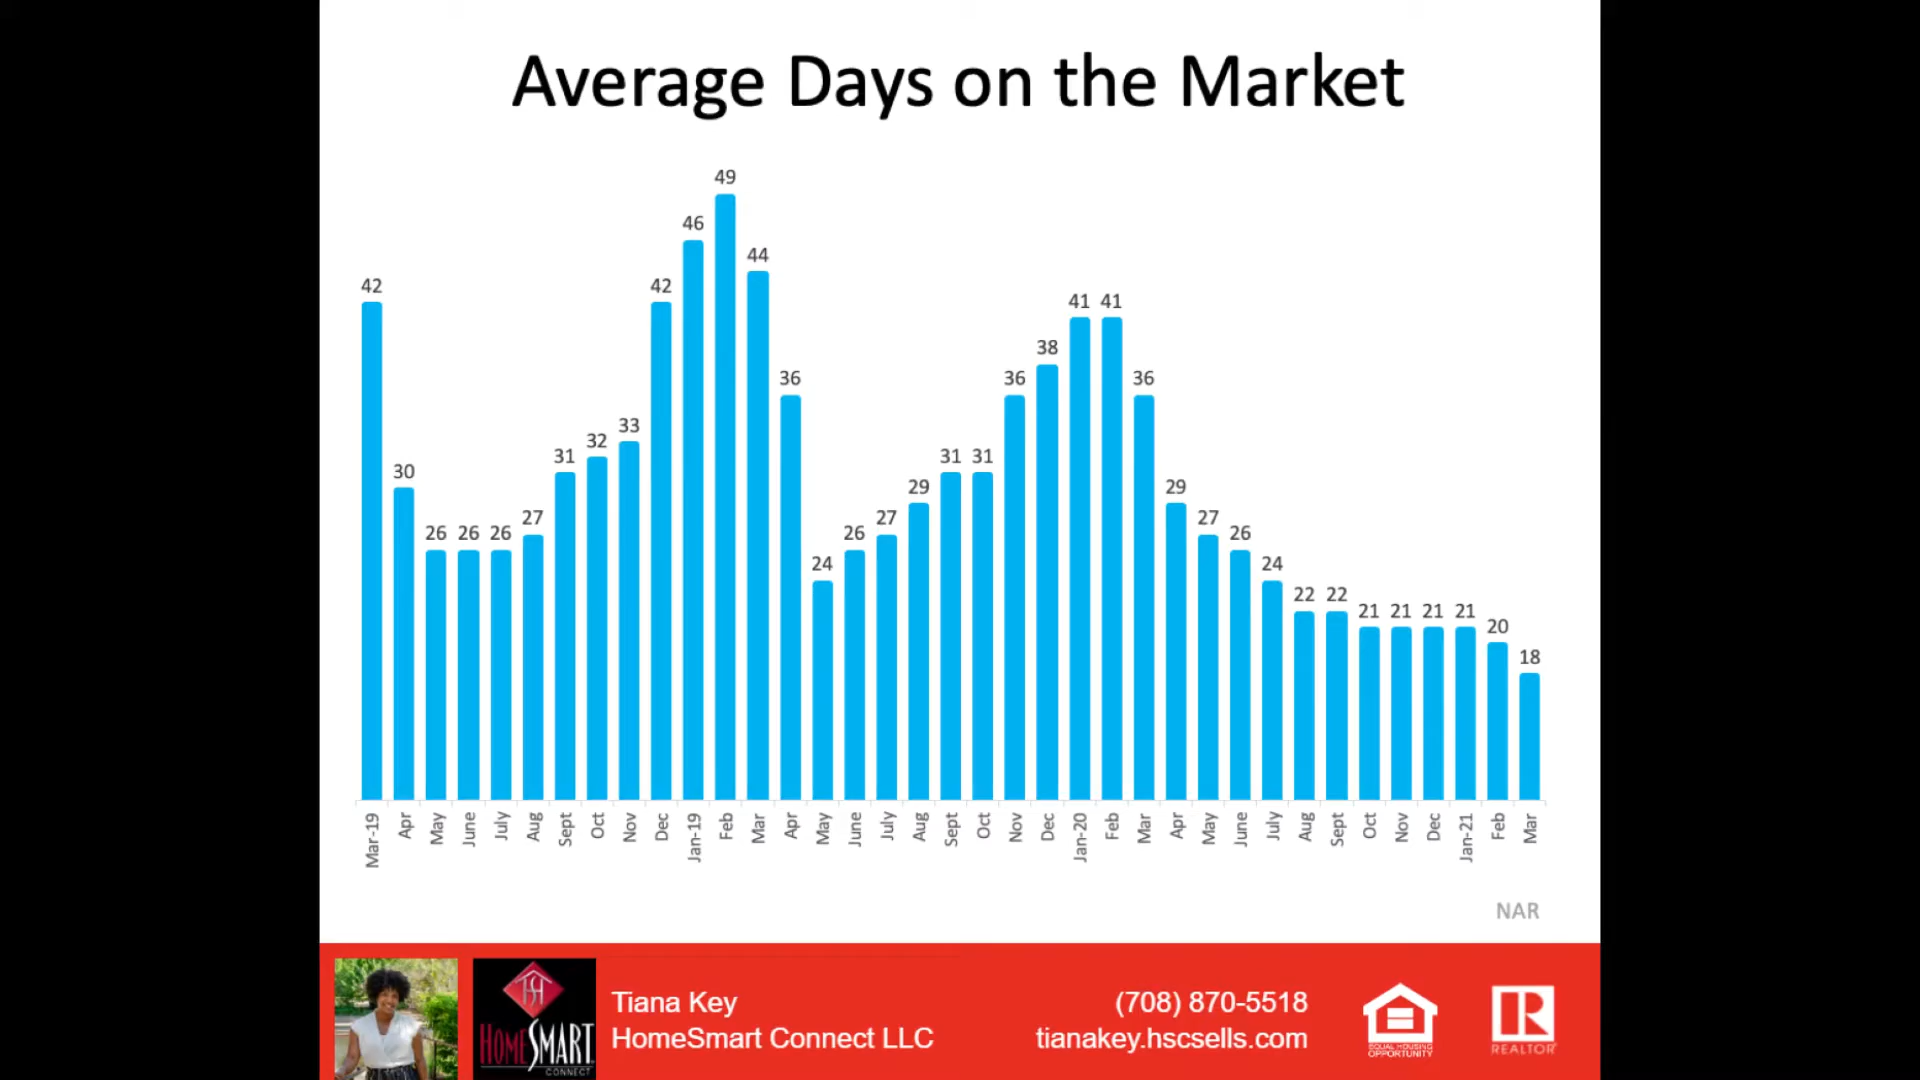 Average Days on the Market
42
30
26
26
26
27
31
32
33
42
46
49
44
36
24
26
27
29
31
31
36
38
41
41
36
29
27
26
24
22
22
21
21
21
21
20
18
Mar-19
Apr
May
June
July
Aug
Sept
Oct
Nov
Dec
Jan-19
Feb
Mar
Apr
May
June
July
Aug
Sept
Oct
Nov
Dec
Jan-20
Feb
Mar
Apr
May
June
July
Aug
Sept
Oct
Nov
Dec
Jan-21
Feb
Mar
NAR
HOMESMART
CONNECT
Tiana Key
HomeSmart Connect LLC
(708) 870-5518
tianakey.hscsells.com
EQUAL HOUSING
OPPORTUNITY
R
REALTOR®